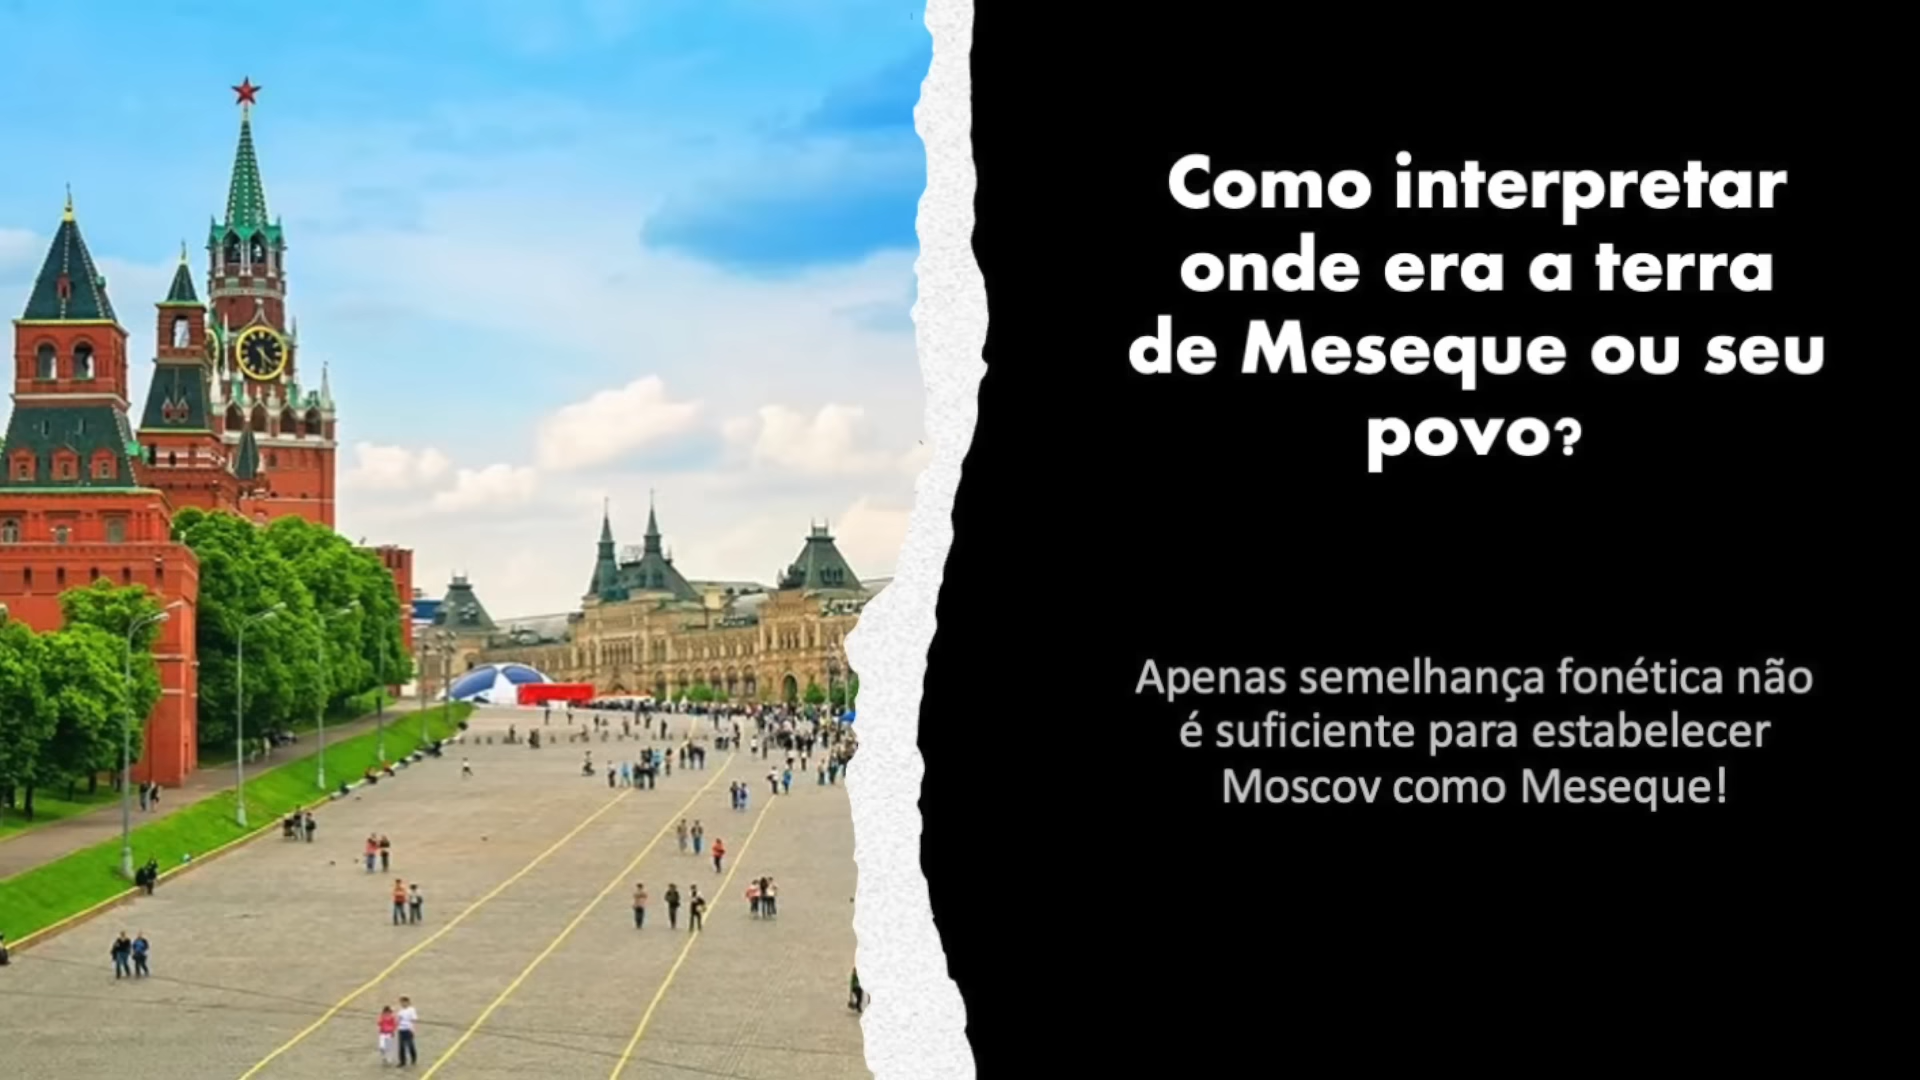 Como interpretar
onde era a terra
de Meseque ou seu
povo?
Apenas semelhança fonética não
é suficiente para estabelecer
Moscov como Meseque!